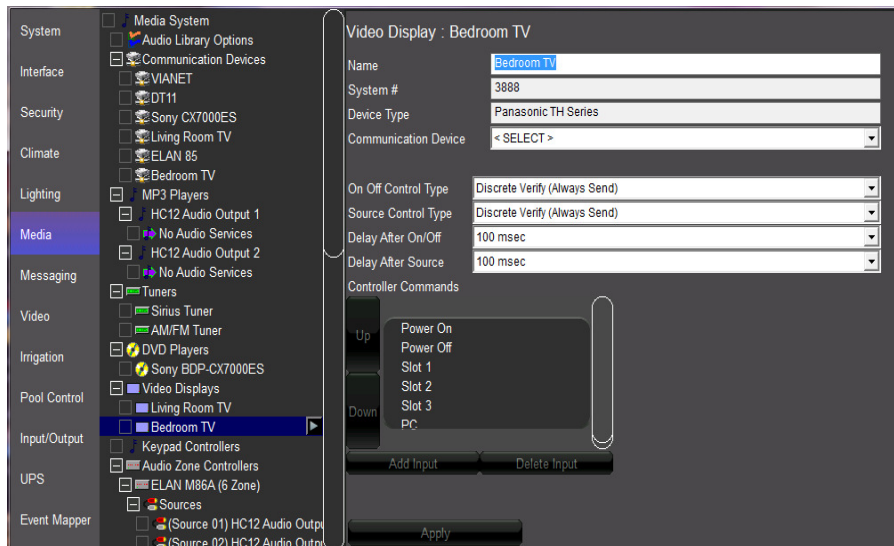 System
Interface
Security
Climate
Lighting
Media
Messaging
Video
Irrigation
Pool Control
Input/Output
UPS
Event Mapper
Media System
Audio Library Options
Communication Devices
VIANET
DT11
Sony CX7000ES
Living Room TV
ELAN 85
Bedroom TV
MP3 Players
HC12 Audio Output 1
No Audio Services
HC12 Audio Output 2
No Audio Services
Tuners
Sirius Tuner
AM/FM Tuner
DVD Players
Sony BDP-CX7000ES
Video Displays
Living Room TV
Bedroom TV
Keypad Controllers
Audio Zone Controllers
ELAN M86A (6 Zone)
Sources
(Source 01) HC12 Audio Outpu
(Source 02) HC12 Audio Outpu
Video Display : Bedroom TV
Name Bedroom TV
System # 3888
Device Type Panasonic TH Series
Communication Device < SELECT >
On Off Control Type Discrete Verify (Always Send)
Source Control Type Discrete Verify (Always Send)
Delay After On/Off 100 msec
Delay After Source 100 msec
Controller Commands
Up
Down
Power On
Power Off
Slot 1
Slot 2
Slot 3
PC
Add Input Delete Input
Apply